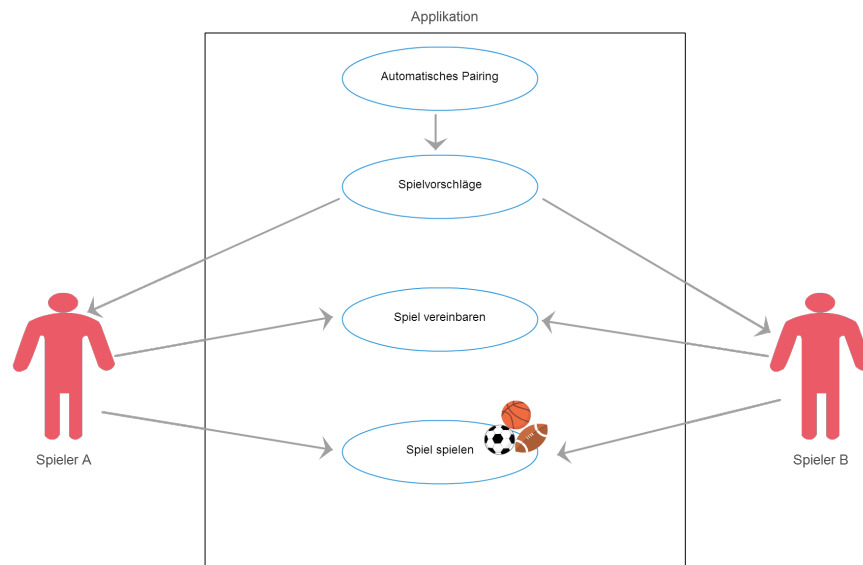 Applikation
Automatisches Pairing
Spielvorschläge
Spiel vereinbaren
Spiel spielen
Spieler A
Spieler B